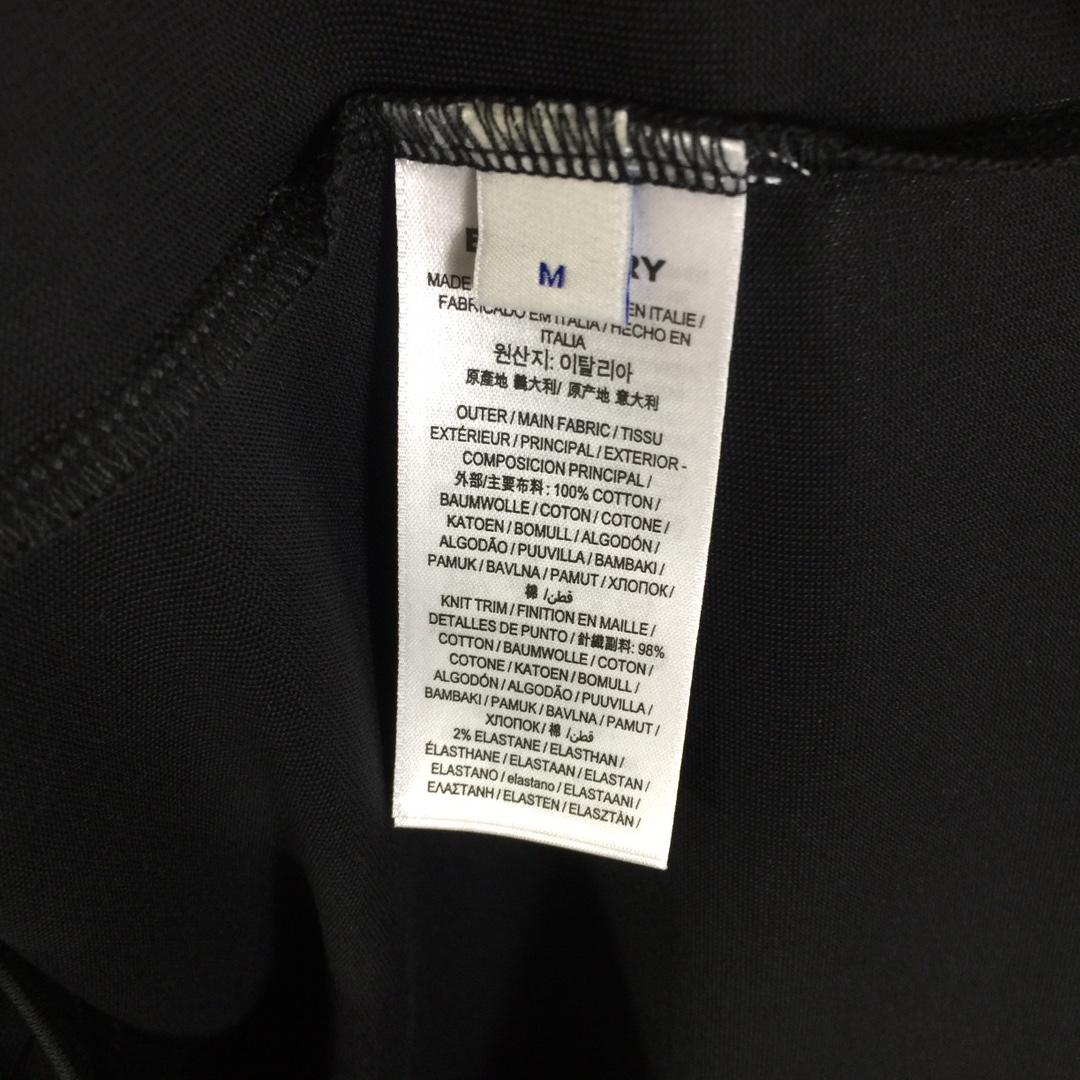 M
RY
MADE EN ITALIE /
FABRICADO EM ITALIA / HECHO EN
ITALIA
원산지: 이탈리아
原產地 義大利/ 原产地 意大利
OUTER / MAIN FABRIC / TISSU
EXTÉRIEUR / PRINCIPAL / EXTERIOR -
COMPOSICION PRINCIPAL /
外部/主要布料: 100% COTTON /
BAUMWOLLE / COTON / COTONE /
KATOEN / BOMULL / ALGODÓN /
ALGODÃO / PUUVILLA / BAMBAKI /
PAMUK / BAVLNA / PAMUT / ХЛОПОК /
棉 / قطن
KNIT TRIM / FINITION EN MAILLE /
DETALLES DE PUNTO / 針織副料: 98%
COTTON / BAUMWOLLE / COTON /
COTONE / KATOEN / BOMULL /
ALGODÓN / ALGODÃO / PUUVILLA /
BAMBAKI / PAMUK / BAVLNA / PAMUT /
ХЛОПОК / 棉 / قطن
2% ELASTANE / ELASTHAN /
ÉLASTHANE / ELASTAAN / ELASTAN /
ELASTANO / elastano / ELASTAANI /
ΕΛΑΣΤΑΝΗ / ELASTEN / ELASZTÀN /